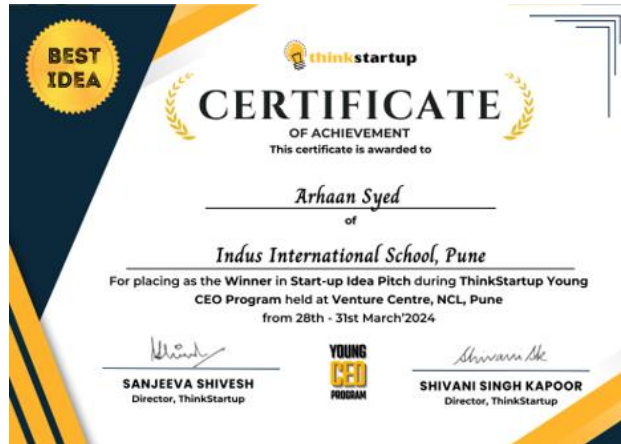 BEST
IDEA
thinkstartup
CERTIFICATE
OF ACHIEVEMENT
This certificate is awarded to
Arhaan Syed
of
Indus International School, Pune
For placing as the Winner in Start-up Idea Pitch during ThinkStartup Young
CEO Program held at Venture Centre, NCL, Pune
from 28th - 31st March'2024
SANJEEVA SHIVESH
Director, ThinkStartup
YOUNG
CEO
PROGRAM
SHIVANI SINGH KAPOOR
Director, ThinkStartup